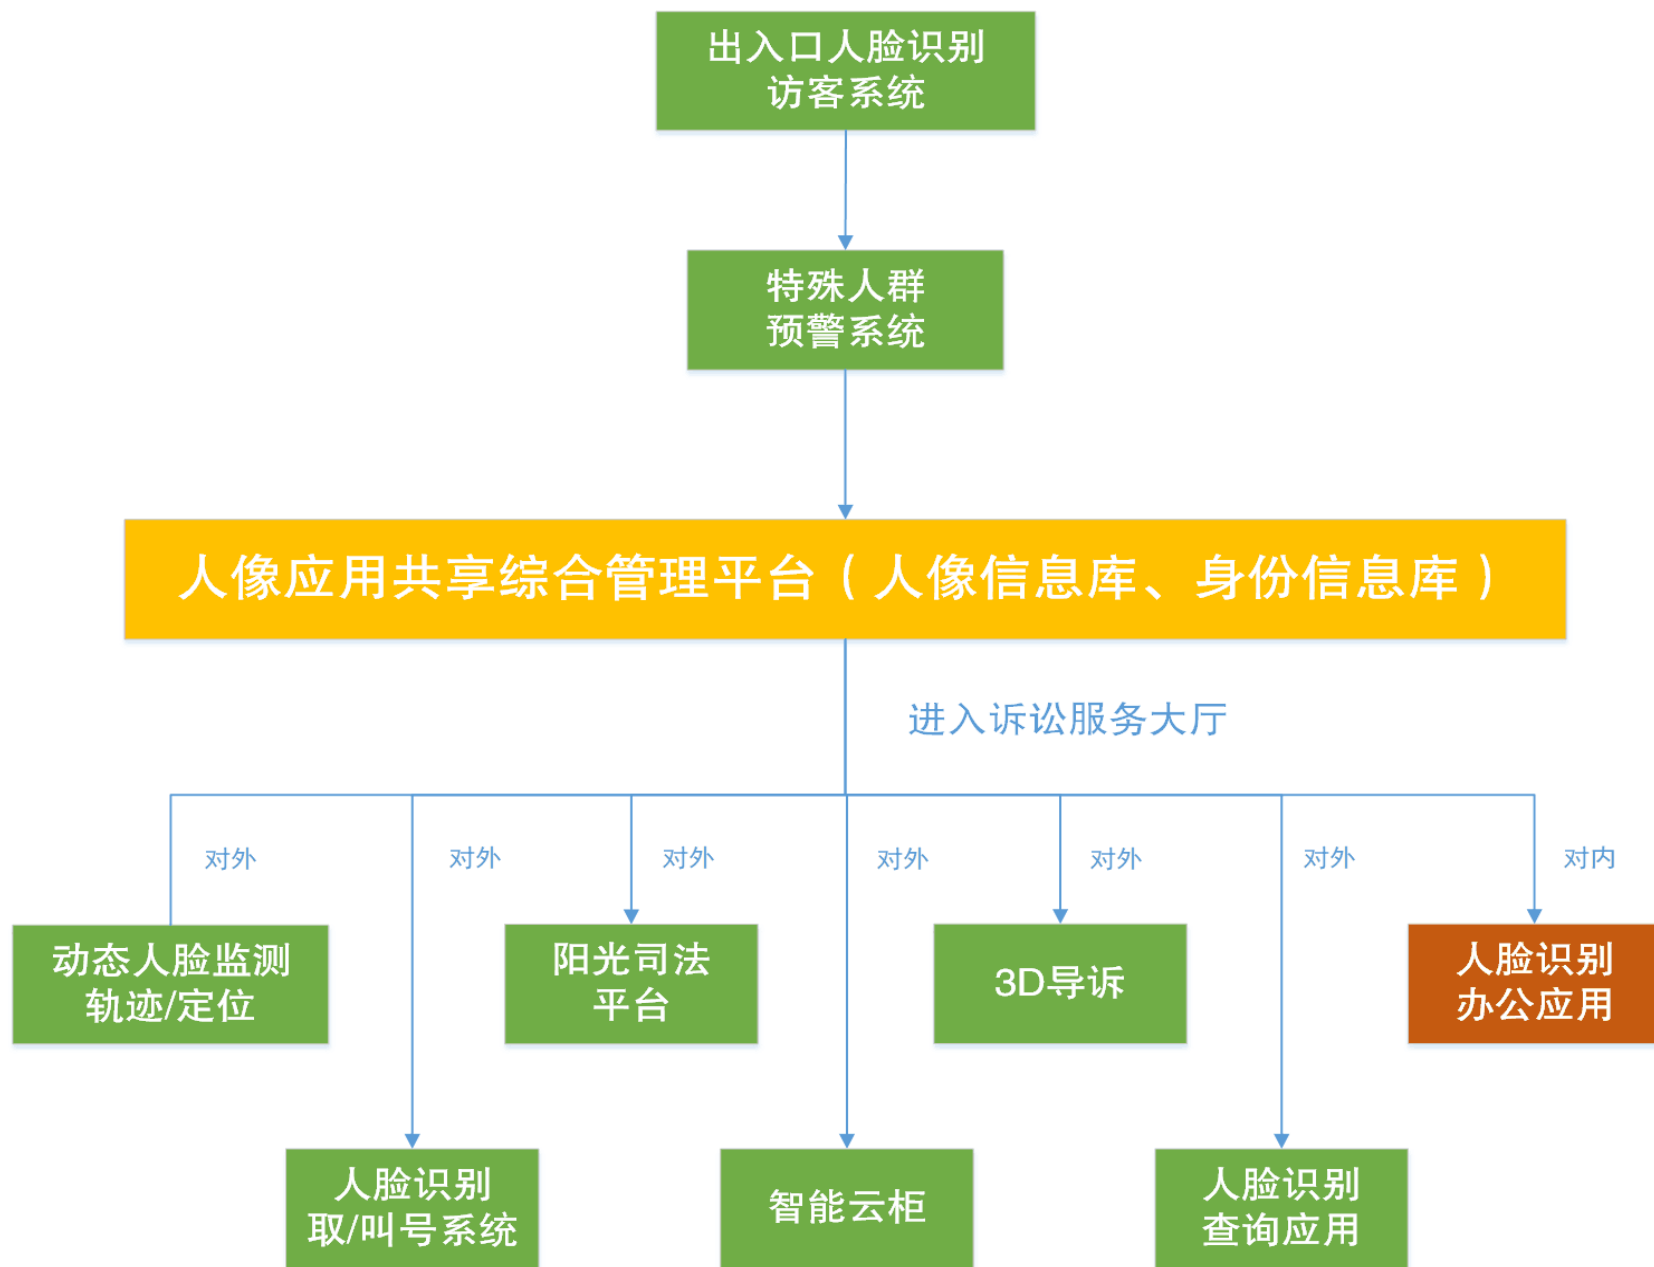 出入口人脸识别
访客系统
特殊人群
预警系统
人像应用共享综合管理平台（人像信息库、身份信息库）
进入诉讼服务大厅
对外
对外
对外
对外
对外
对外
对内
动态人脸监测
轨迹/定位
阳光司法
平台
3D导诉
人脸识别
办公应用
人脸识别
取/叫号系统
智能云柜
人脸识别
查询应用